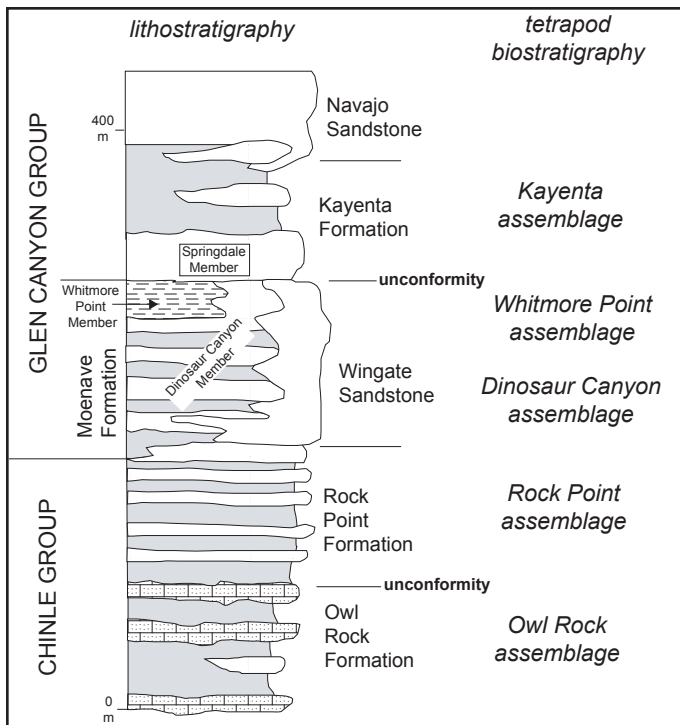 lithostratigraphy
tetrapod
biostratigraphy
400
m
GLEN CANYON GROUP
Navajo
Sandstone
Kayenta
Formation
Kayenta
assemblage
Springdale
Member
unconformity
Whitmore
Point
Member
Whitmore Point
assemblage
Moenave
Formation
Dinosaur Canyon
Member
Wingate
Sandstone
Dinosaur Canyon
assemblage
CHINLE GROUP
Rock
Point
Formation
Rock Point
assemblage
unconformity
Owl
Rock
Formation
Owl Rock
assemblage
0
m